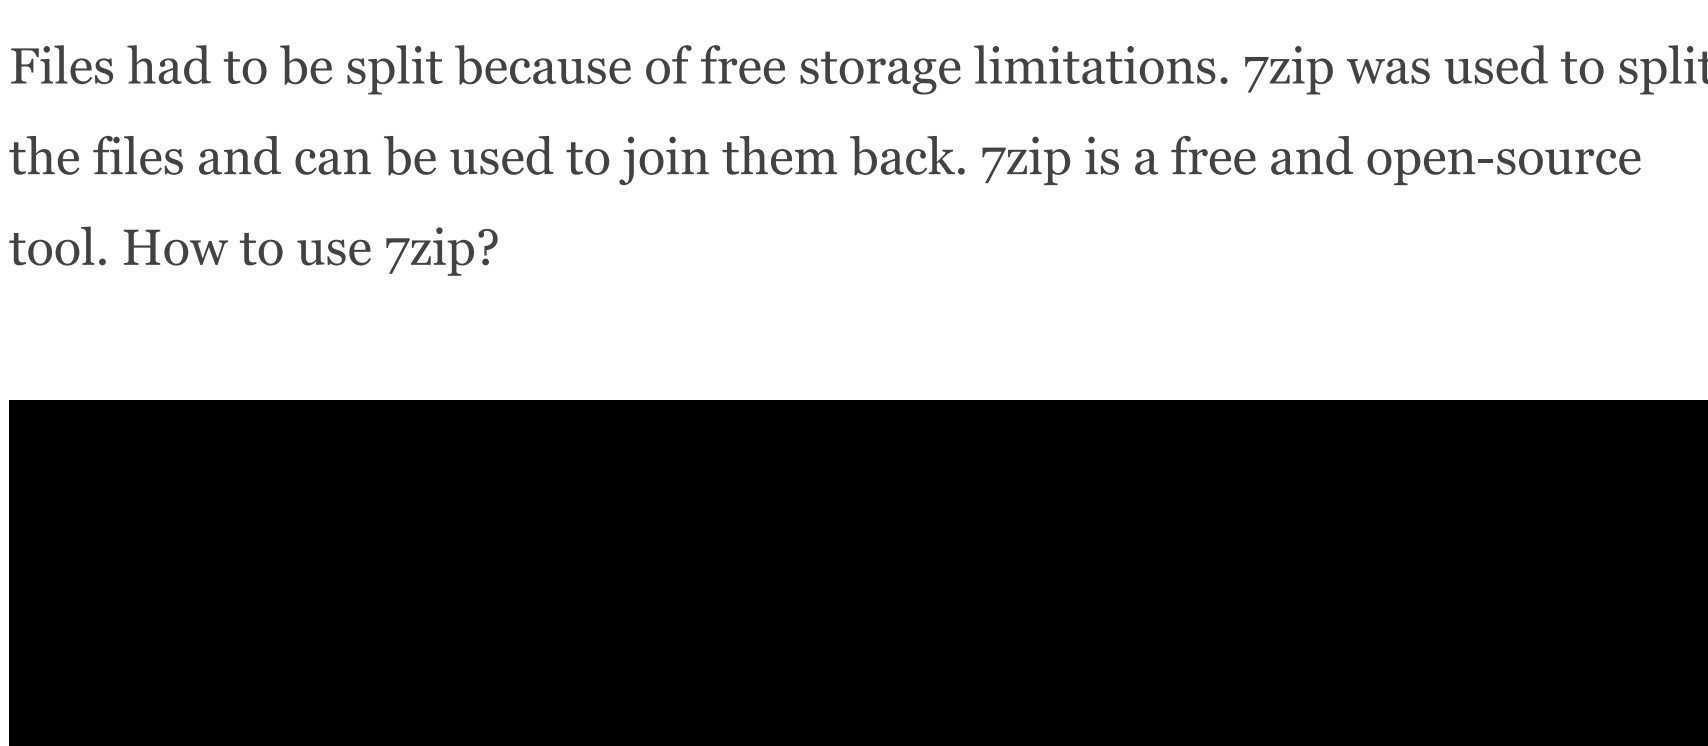 Files had to be split because of free storage limitations. 7zip was used to split
the files and can be used to join them back. 7zip is a free and open-source
tool. How to use 7zip?